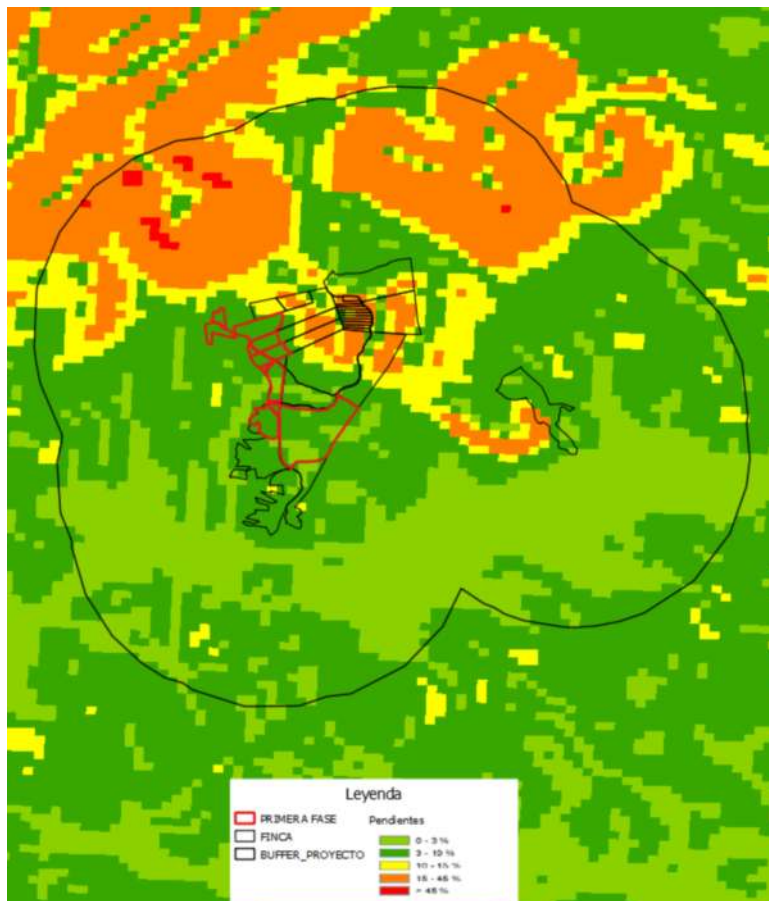 Leyenda
PRIMERA FASE
FINCA
BUFFER_PROYECTO
Pendientes
0 - 3 %
3 - 10 %
10 - 15 %
15 - 45 %
> 45 %